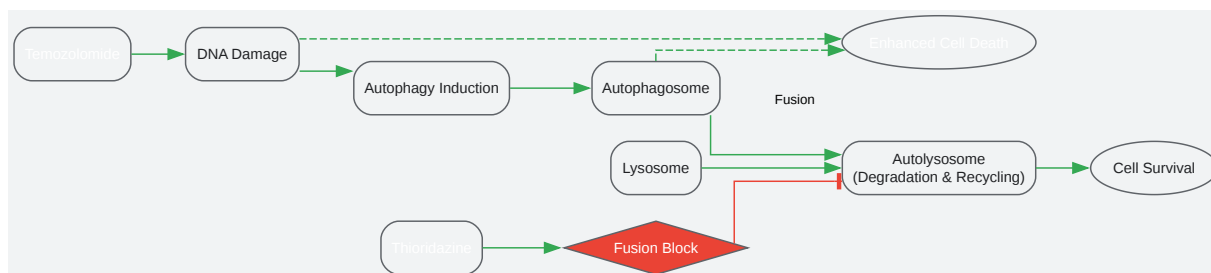 Temozolomide
DNA Damage
Enhanced Cell Death
Autophagy Induction
Autophagosome
Fusion
Lysosome
Autolysosome
(Degradation & Recycling)
Cell Survival
Thioridazine
Fusion Block